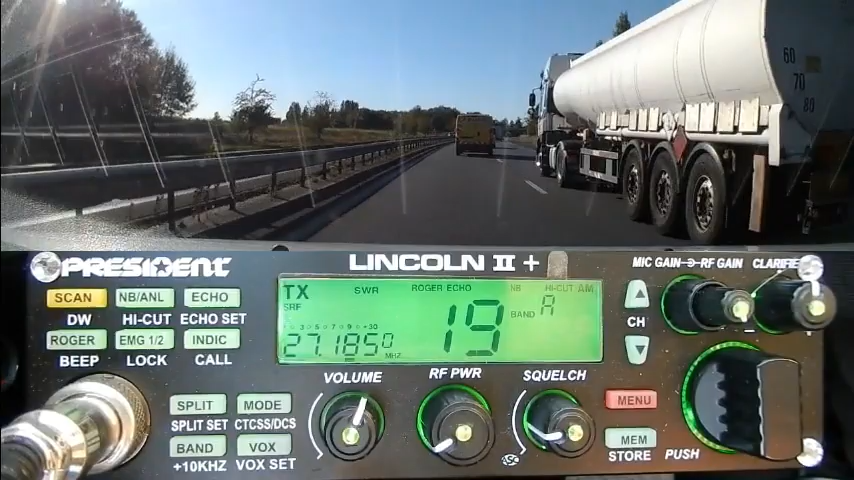 60
70
80
PRESIDENT
LINCOLN II +
MIC GAIN RF GAIN CLARIFIER
SCAN NB/ANL ECHO
DW HI-CUT ECHO SET
ROGER EMG 1/2 INDIC
BEEP LOCK CALL
TX SWR ROGER ECHO NB HI-CUT AM
SRF
BAND A
27.1850 MHZ
19
CH
VOLUME RF PWR SQUELCH
SPLIT MODE
SPLIT SET CTCSS/DCS
BAND VOX
+10KHZ VOX SET
ASC
MENU
MEM
STORE PUSH